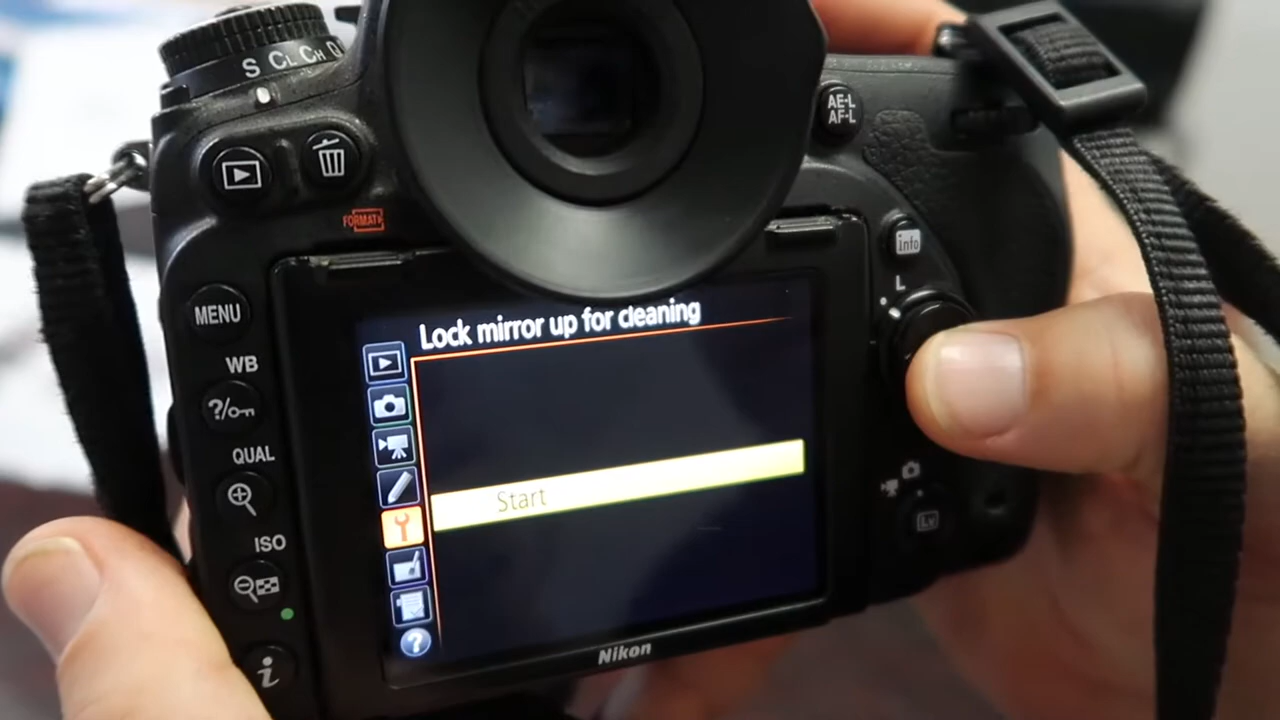 S CL CH Q
AE-L
AF-L
FORMAT
info
L
MENU
Lock mirror up for cleaning
WB
?/
QUAL
Start
ISO
Lv
?
i
Nikon